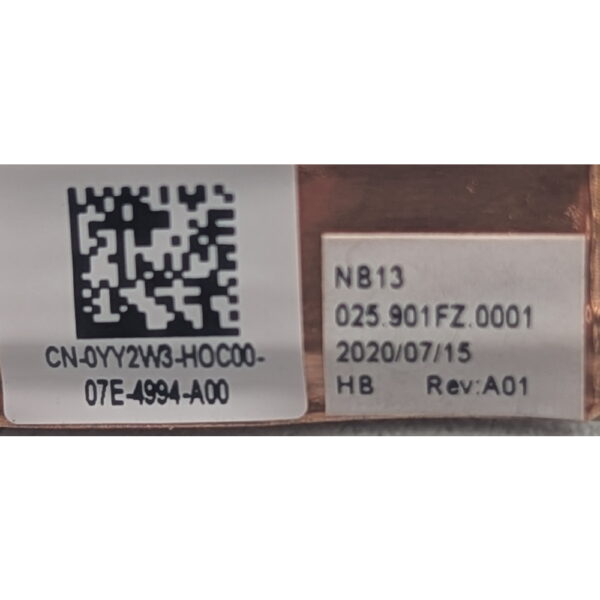 CN-0YY2W3-HOC00-
07E-4994-A00
NB13
025.901FZ.0001
2020/07/15
HB Rev:A01